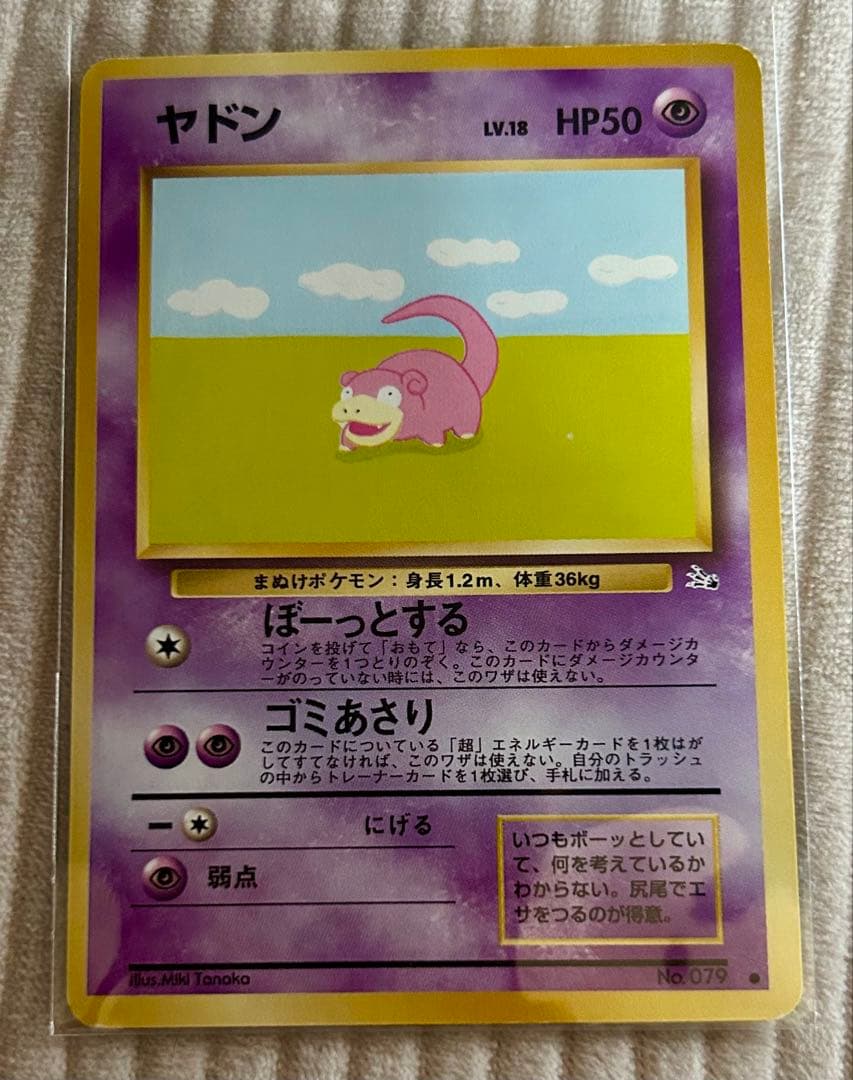 ヤドン LV.18 HP50
まぬけポケモン：身長1.2m、体重36kg
ぼーっとする
コインを投げて「おもて」なら、このカードからダメージカ
ウンターを1つとりのぞく。このカードにダメージカウンタ
ーがのっていない時には、このワザは使えない。
ゴミあさり
このカードについている「超」エネルギーカードを1枚はが
してすてなければ、このワザは使えない。自分のトラッシュ
の中からトレーナーカードを1枚選び、手札に加える。
にげる
弱点
いつもボーッとしてい
て、何を考えているか
わからない。尻尾でエ
サをつるのが得意。
Illus.Miki Tanaka
No.079